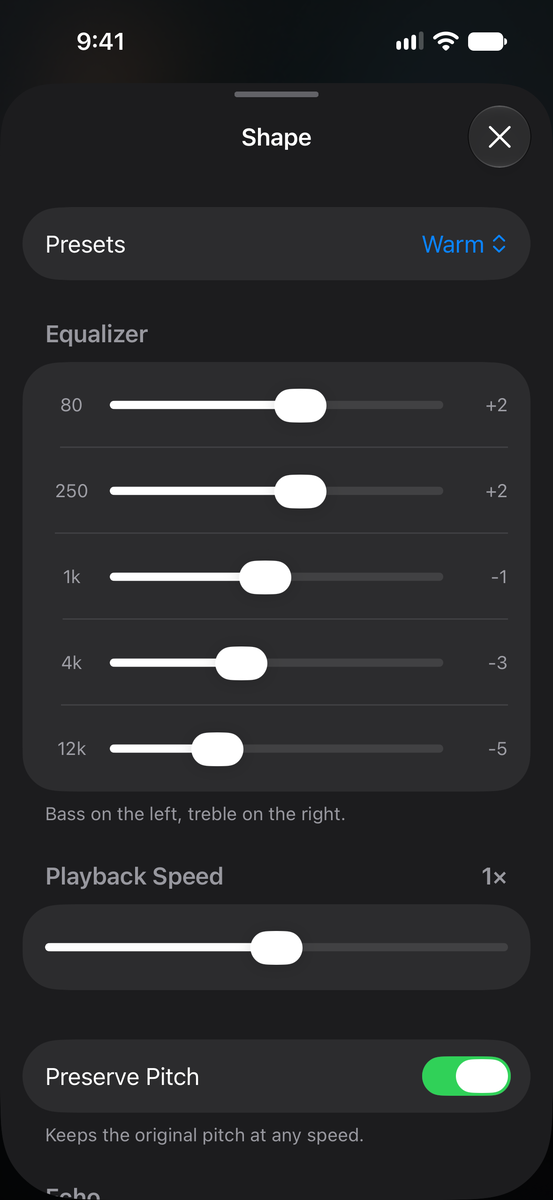 9:41
Shape
Presets Warm
Equalizer
80 +2
250 +2
1k -1
4k -3
12k -5
Bass on the left, treble on the right.
Playback Speed 1×
Preserve Pitch
Keeps the original pitch at any speed.
Echo